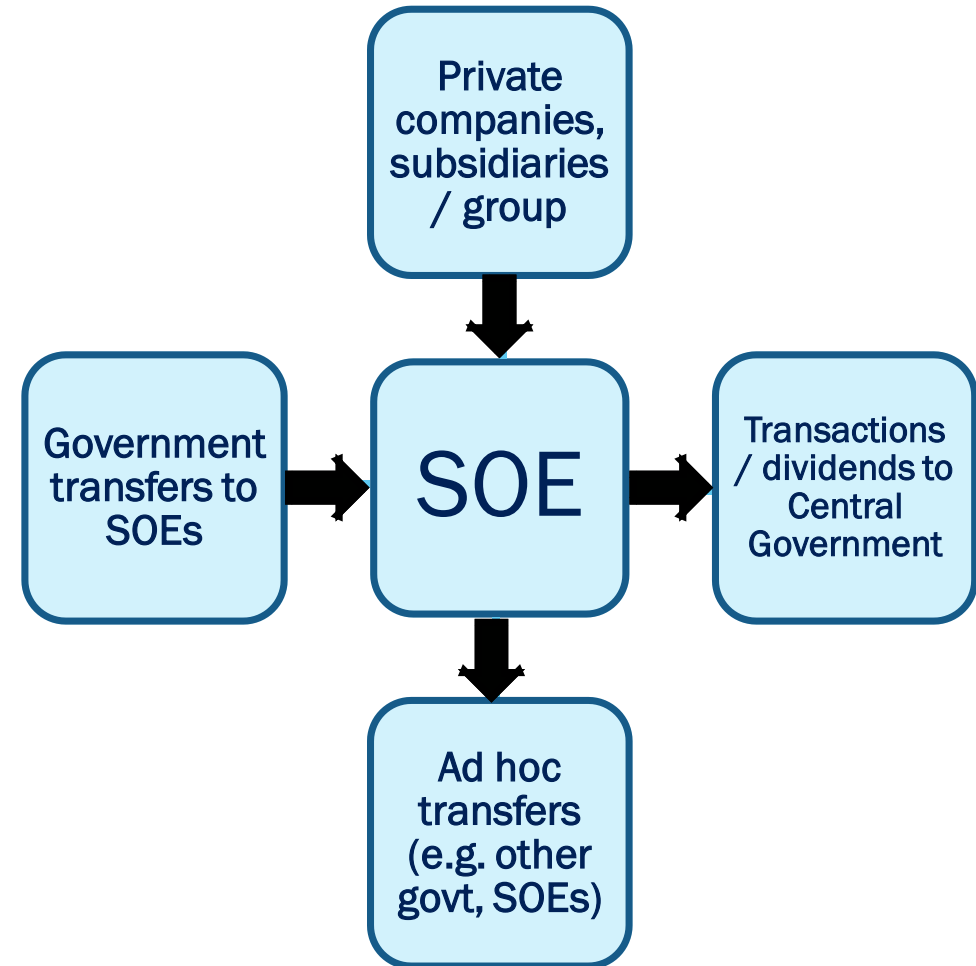 Private
companies,
subsidiaries
/ group
Government
transfers to
SOEs
SOE
Transactions
/ dividends to
Central
Government
Ad hoc
transfers
(e.g. other
govt, SOEs)